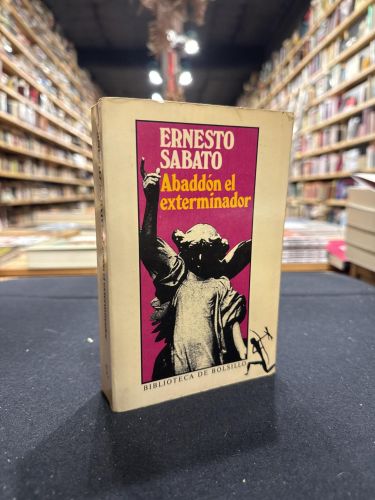 ERNESTO
SABATO
Abaddón el
exterminador
BIBLIOTECA DE BOLSILLO